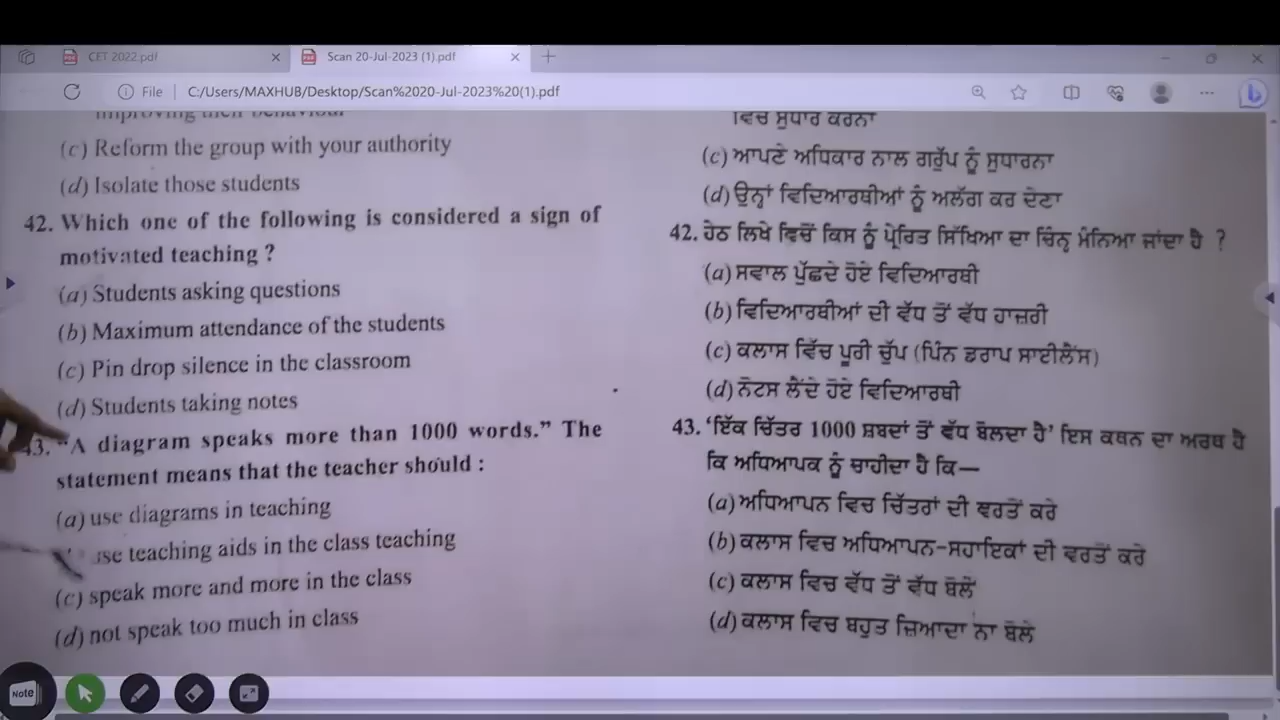 CET 2022.pdf
Scan 20-Jul-2023 (1).pdf
File
C:/Users/MAXHUB/Desktop/Scan%2020-Jul-2023%20(1).pdf
improving their behaviour
(c) Reform the group with your authority
(d) Isolate those students
42. Which one of the following is considered a sign of
motivated teaching ?
(a) Students asking questions
(b) Maximum attendance of the students
(c) Pin drop silence in the classroom
(d) Students taking notes
43. “A diagram speaks more than 1000 words.” The
statement means that the teacher should :
(a) use diagrams in teaching
use teaching aids in the class teaching
(c) speak more and more in the class
(d) not speak too much in class
ਵਿਚ ਸੁਧਾਰ ਕਰਨਾ
(c) ਆਪਣੇ ਅਧਿਕਾਰ ਨਾਲ ਗਰੁੱਪ ਨੂੰ ਸੁਧਾਰਨਾ
(d) ਉਨ੍ਹਾਂ ਵਿਦਿਆਰਥੀਆਂ ਨੂੰ ਅਲੱਗ ਕਰ ਦੇਣਾ
42. ਹੇਠ ਲਿਖੇ ਵਿਚੋਂ ਕਿਸ ਨੂੰ ਪ੍ਰੇਰਿਤ ਸਿੱਖਿਆ ਦਾ ਚਿੰਨ੍ਹ ਮੰਨਿਆ ਜਾਂਦਾ ਹੈ ?
(a) ਸਵਾਲ ਪੁੱਛਦੇ ਹੋਏ ਵਿਦਿਆਰਥੀ
(b) ਵਿਦਿਆਰਥੀਆਂ ਦੀ ਵੱਧ ਤੋਂ ਵੱਧ ਹਾਜ਼ਰੀ
(c) ਕਲਾਸ ਵਿੱਚ ਪੂਰੀ ਚੁੱਪ (ਪਿੰਨ ਡਰਾਪ ਸਾਈਲੈਂਸ)
(d) ਨੋਟਸ ਲੈਂਦੇ ਹੋਏ ਵਿਦਿਆਰਥੀ
43. ‘ਇੱਕ ਚਿੱਤਰ 1000 ਸ਼ਬਦਾਂ ਤੋਂ ਵੱਧ ਬੋਲਦਾ ਹੈ’ ਇਸ ਕਥਨ ਦਾ ਅਰਥ ਹੈ
ਕਿ ਅਧਿਆਪਕ ਨੂੰ ਚਾਹੀਦਾ ਹੈ ਕਿ—
(a) ਅਧਿਆਪਨ ਵਿਚ ਚਿੱਤਰਾਂ ਦੀ ਵਰਤੋਂ ਕਰੇ
(b) ਕਲਾਸ ਵਿਚ ਅਧਿਆਪਨ-ਸਹਾਇਕਾਂ ਦੀ ਵਰਤੋਂ ਕਰੇ
(c) ਕਲਾਸ ਵਿਚ ਵੱਧ ਤੋਂ ਵੱਧ ਬੋਲੇਂ
(d) ਕਲਾਸ ਵਿਚ ਬਹੁਤ ਜ਼ਿਆਦਾ ਨਾ ਬੋਲੇ
Note